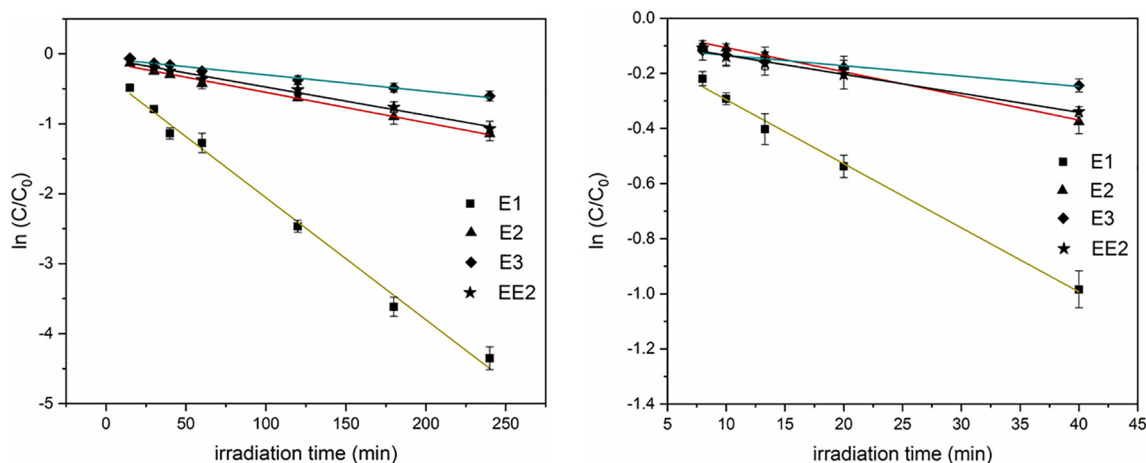 0
-1
-2
-3
-4
-5
ln (C/C0)
0
50
100
150
200
250
irradiation time (min)
E1
E2
E3
EE2
0.0
-0.2
-0.4
-0.6
-0.8
-1.0
-1.2
-1.4
ln (C/C0)
5
10
15
20
25
30
35
40
45
irradiation time (min)
E1
E2
E3
EE2